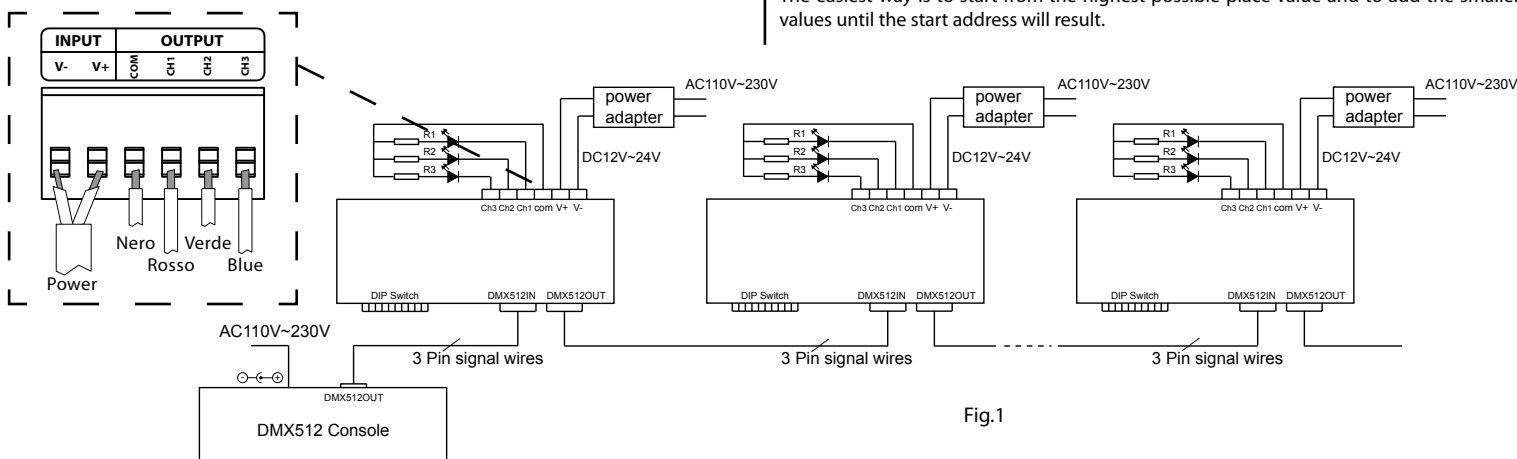 The easiest way is to start from the highest possible place value and to add the smaller
values until the start address will result.
INPUT OUTPUT
V- V+ COM CH1 CH2 CH3
Nero Verde
Rosso Blue
Power
AC110V~230V
power
adapter
DC12V~24V
R1
R2
R3
Ch3 Ch2 Ch1 com V+ V-
DIP Switch DMX512IN DMX512OUT
3 Pin signal wires
AC110V~230V
power
adapter
DC12V~24V
R1
R2
R3
Ch3 Ch2 Ch1 com V+ V-
DIP Switch DMX512IN DMX512OUT
3 Pin signal wires
AC110V~230V
power
adapter
DC12V~24V
R1
R2
R3
Ch3 Ch2 Ch1 com V+ V-
DIP Switch DMX512IN DMX512OUT
3 Pin signal wires
AC110V~230V
DMX512OUT
DMX512 Console
Fig.1